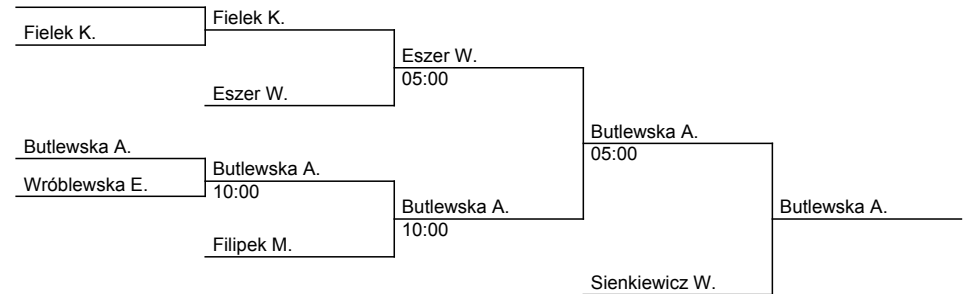 Fielek K.
Fielek K.
Eszer W.
05:00
Eszer W.
Butlewska A.
05:00
Butlewska A.
Wróblewska E.
Butlewska A.
10:00
Butlewska A.
10:00
Butlewska A.
Filipek M.
Sienkiewicz W.